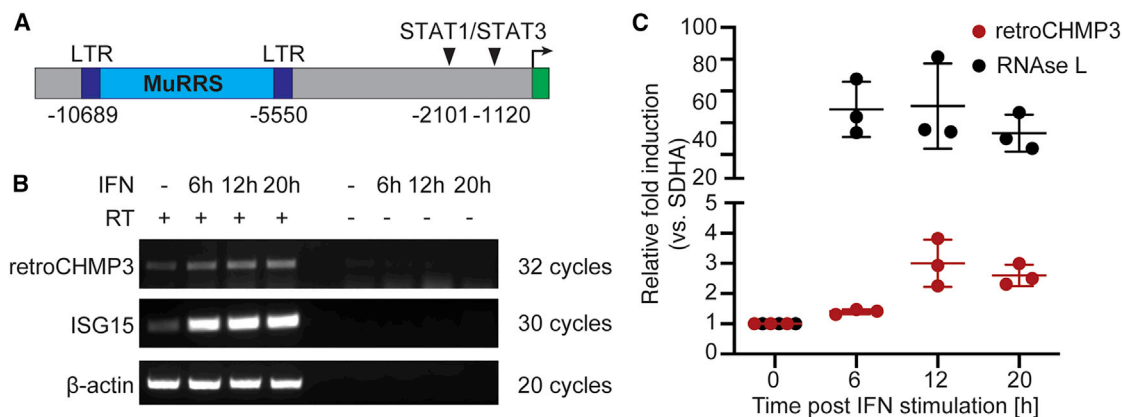 A
LTR LTR STAT1/STAT3
MuRRS
-10689 -5550 -2101 -1120
B
IFN - 6h 12h 20h - 6h 12h 20h
RT + + + + - - - -
retroCHMP3 32 cycles
ISG15 30 cycles
β-actin 20 cycles
C
retroCHMP3
RNAse L
Relative fold induction
(vs. SDHA)
100
80
60
40
20
5
4
3
2
1
0
0 6 12 20
Time post IFN stimulation [h]